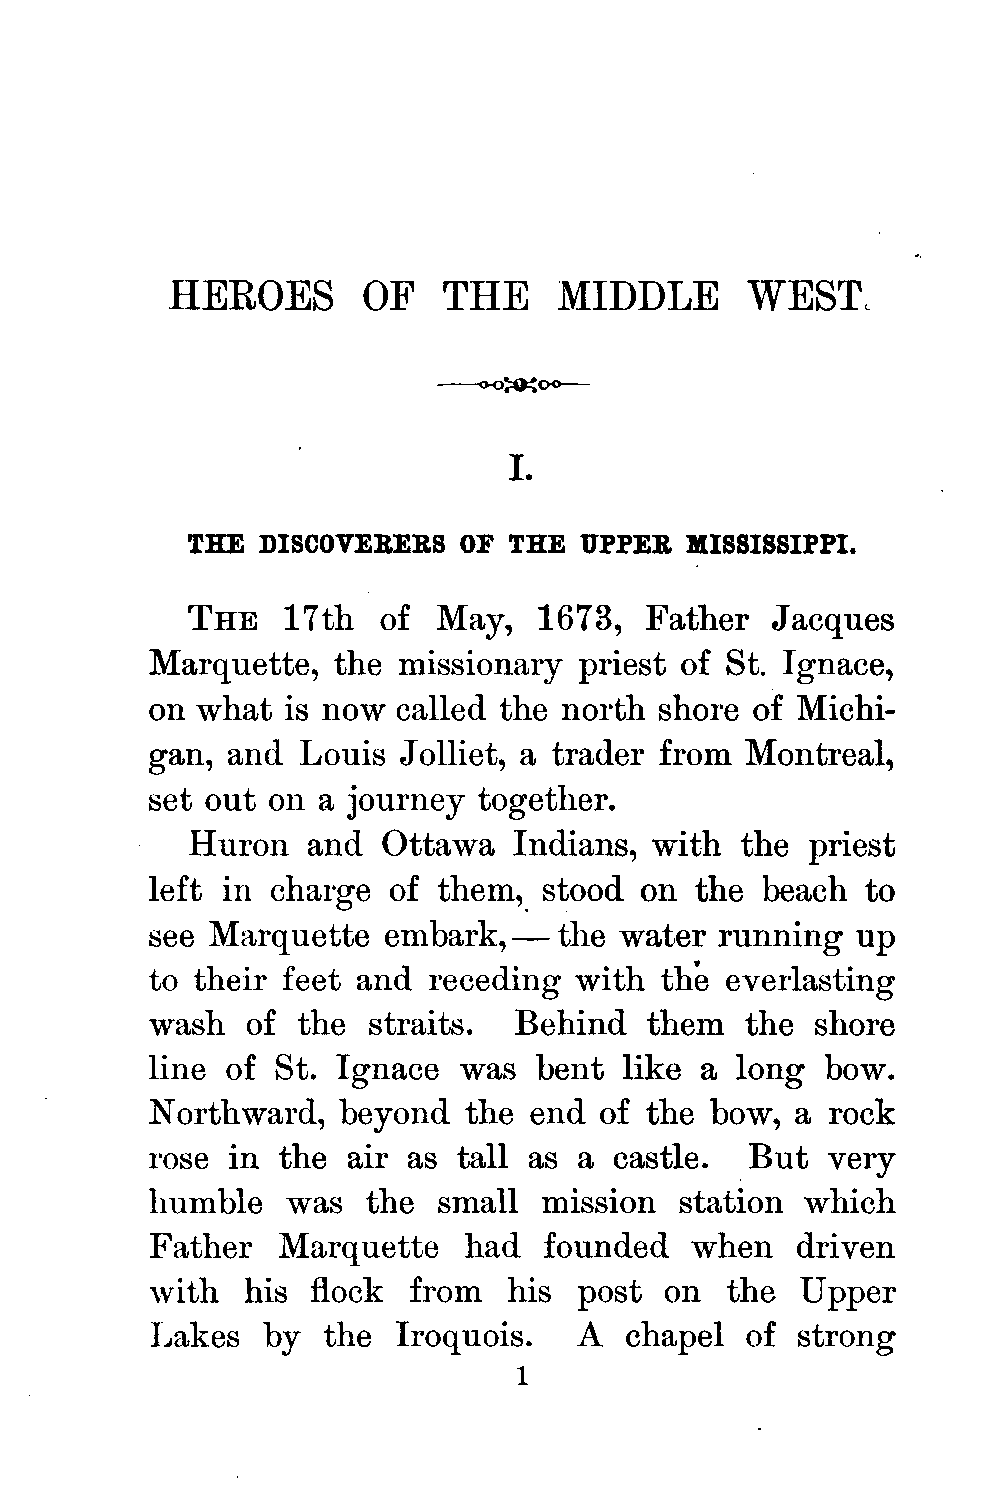 HEROES OF THE MIDDLE WEST.
I.
THE DISCOVERERS OF THE UPPER MISSISSIPPI.
THE 17th of May, 1673, Father Jacques
Marquette, the missionary priest of St. Ignace,
on what is now called the north shore of Michi-
gan, and Louis Jolliet, a trader from Montreal,
set out on a journey together.
Huron and Ottawa Indians, with the priest
left in charge of them, stood on the beach to
see Marquette embark,— the water running up
to their feet and receding with the everlasting
wash of the straits. Behind them the shore
line of St. Ignace was bent like a long bow.
Northward, beyond the end of the bow, a rock
rose in the air as tall as a castle. But very
humble was the small mission station which
Father Marquette had founded when driven
with his flock from his post on the Upper
Lakes by the Iroquois. A chapel of strong
1